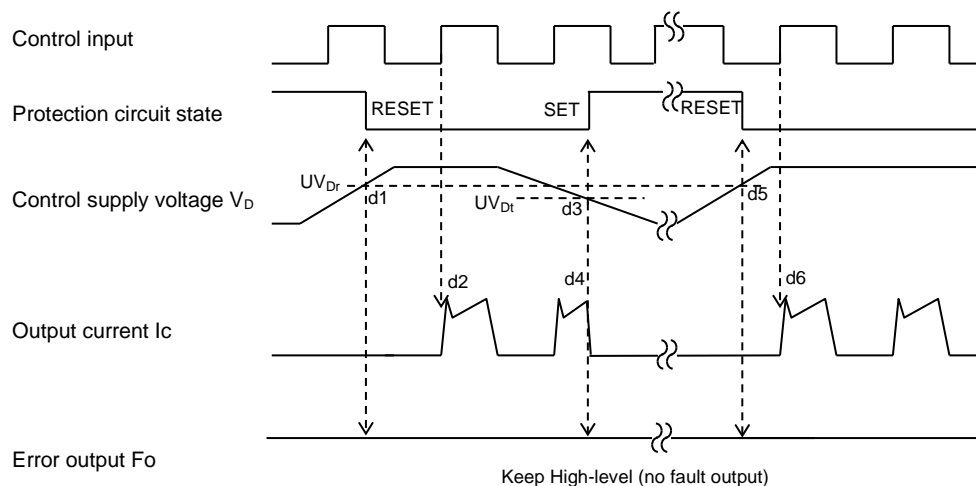 Control input
Protection circuit state
RESET
SET
RESET
Control supply voltage VD
UVDr
d1
UVDt
d3
d5
Output current Ic
d2
d4
d6
Error output Fo
Keep High-level (no fault output)